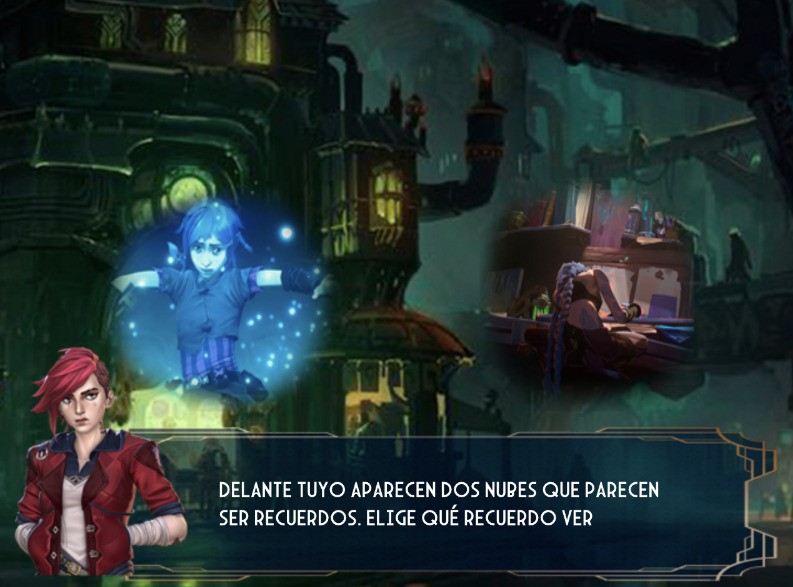 DELANTE TUYO APARECEN DOS NUBES QUE PARECEN
SER RECUERDOS. ELIGE QUÉ RECUERDO VER